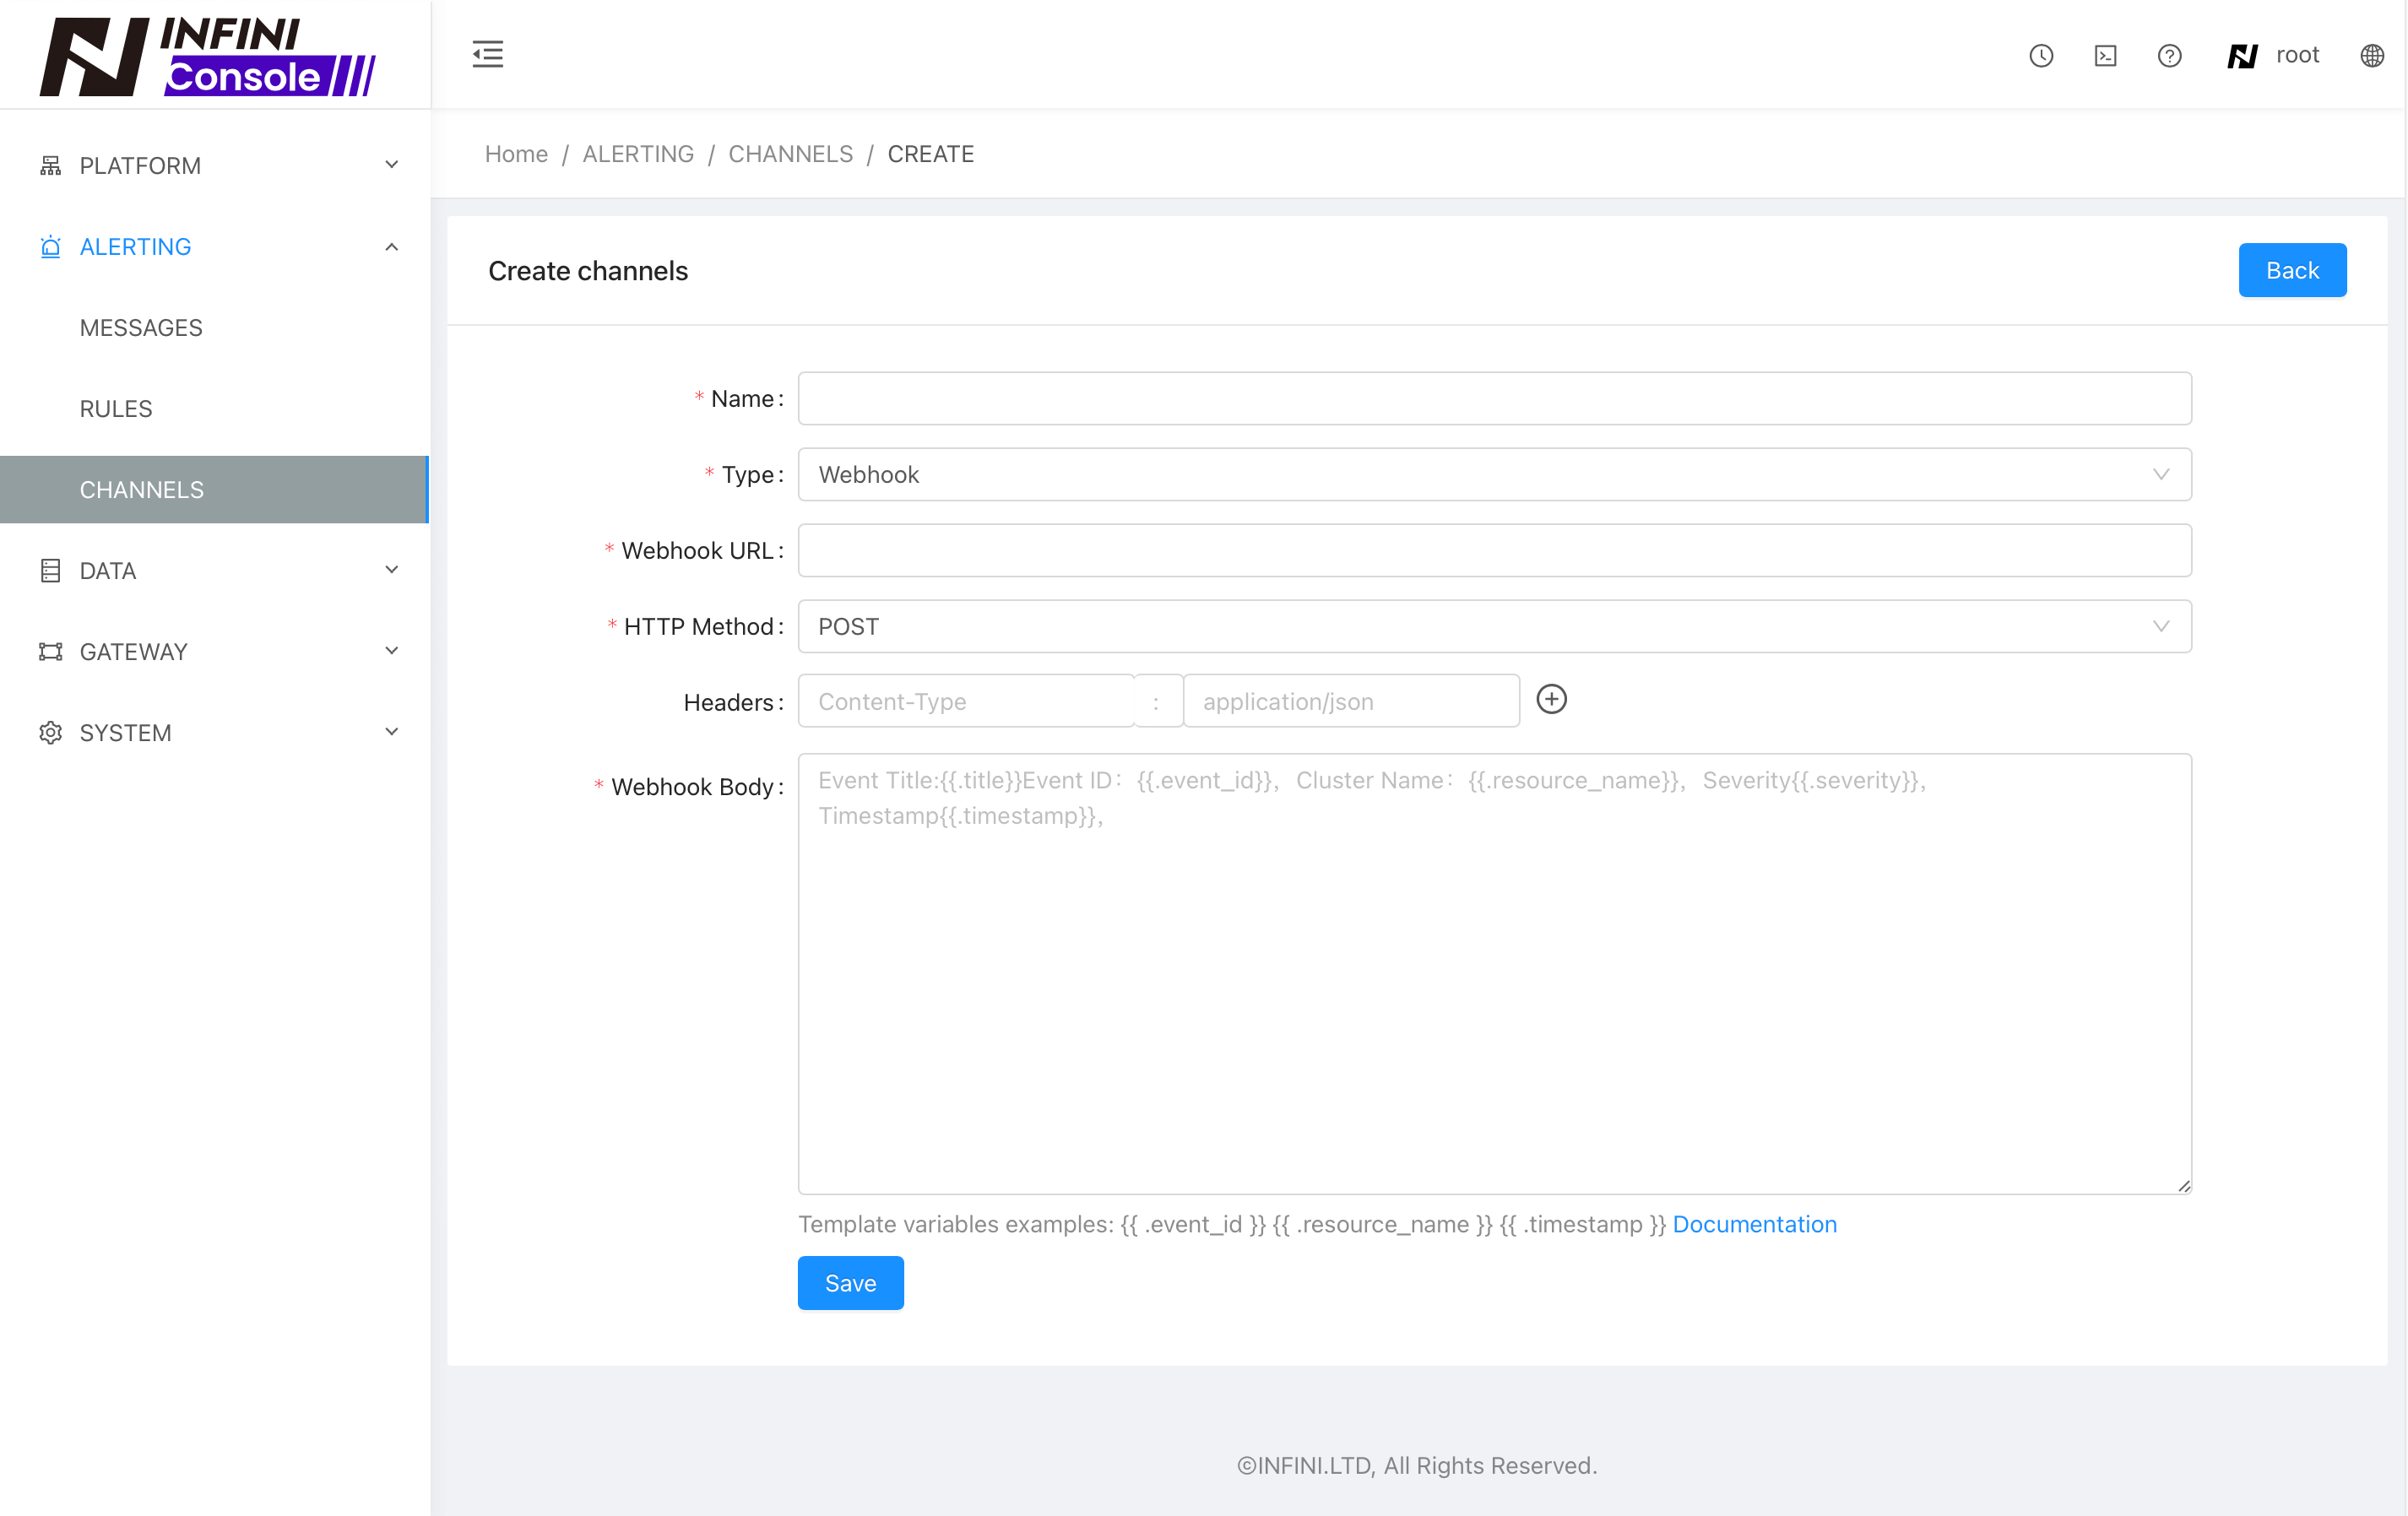 INFINI
Console
root
PLATFORM
ALERTING
MESSAGES
RULES
CHANNELS
DATA
GATEWAY
SYSTEM
Home / ALERTING / CHANNELS / CREATE
Create channels
Back
* Name:
* Type: Webhook
* Webhook URL:
* HTTP Method: POST
Headers: Content-Type : application/json
* Webhook Body: Event Title:{{.title}}Event ID：{{.event_id}}，Cluster Name：{{.resource_name}}，Severity{{.severity}}，
Timestamp{{.timestamp}}，
Template variables examples: {{ .event_id }} {{ .resource_name }} {{ .timestamp }} Documentation
Save
©INFINI.LTD, All Rights Reserved.